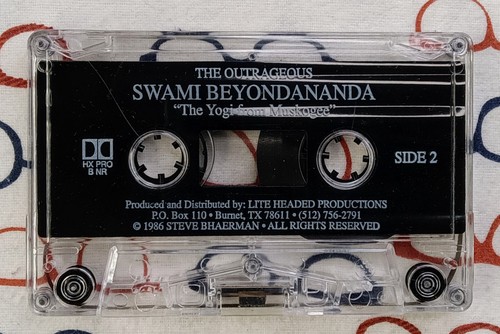 THE OUTRAGEOUS
SWAMI BEYONDANANDA
“The Yogi from Muskogee”
HX PRO
B NR
SIDE 2
Produced and Distributed by: LITE HEADED PRODUCTIONS
P.O. Box 110 • Burnet, TX 78611 • (512) 756-2791
© 1986 STEVE BHAERMAN • ALL RIGHTS RESERVED